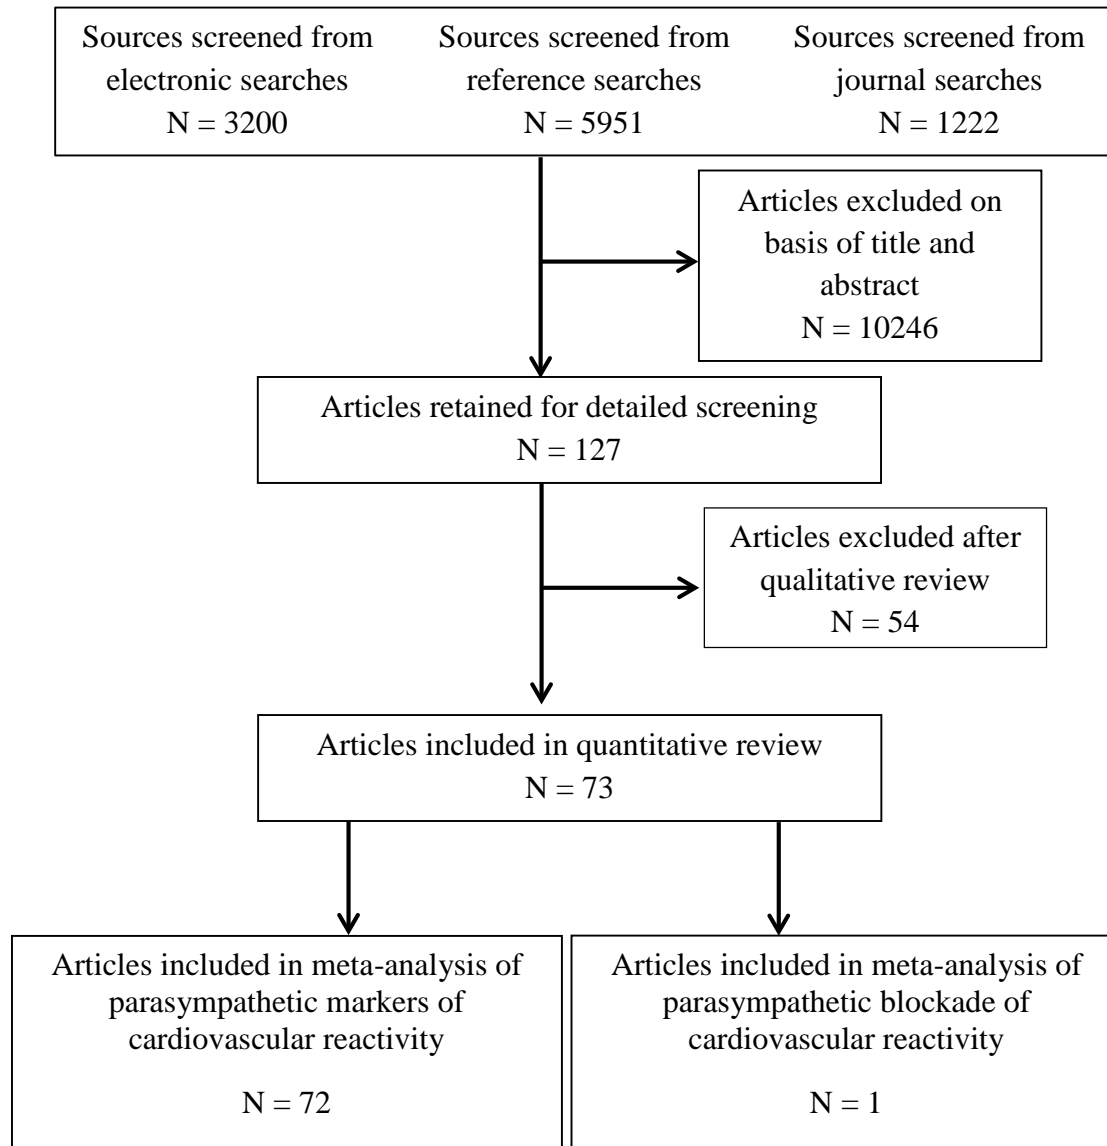 Sources screened from
electronic searches
N = 3200
Sources screened from
reference searches
N = 5951
Sources screened from
journal searches
N = 1222
Articles excluded on
basis of title and
abstract
N = 10246
Articles retained for detailed screening
N = 127
Articles excluded after
qualitative review
N = 54
Articles included in quantitative review
N = 73
Articles included in meta-analysis of
parasympathetic markers of
cardiovascular reactivity
N = 72
Articles included in meta-analysis of
parasympathetic blockade of
cardiovascular reactivity
N = 1